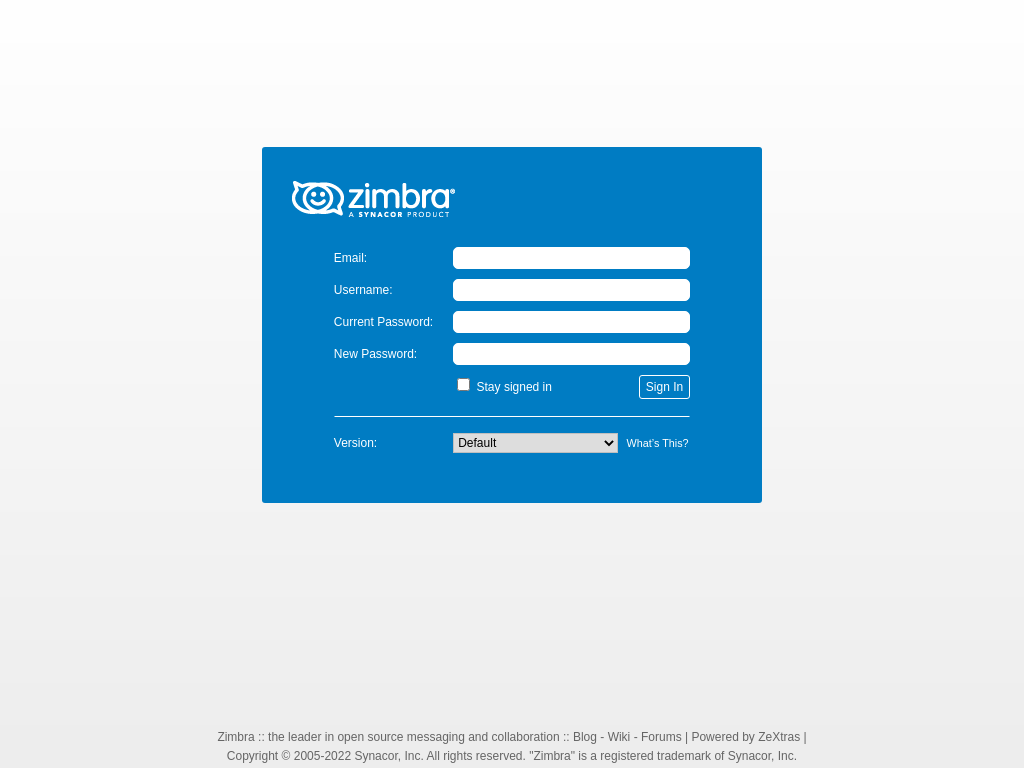 zimbra®
A SYNACOR PRODUCT
Email:
Username:
Current Password:
New Password:
Stay signed in Sign In
Version: Default What's This?
Zimbra :: the leader in open source messaging and collaboration :: Blog - Wiki - Forums | Powered by ZeXtras |
Copyright © 2005-2022 Synacor, Inc. All rights reserved. "Zimbra" is a registered trademark of Synacor, Inc.